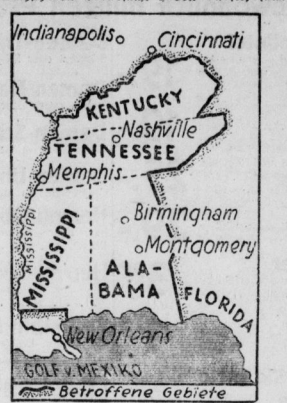 Indianapolis
Cincinnati
KENTUCKY
Nashville
TENNESSEE
Memphis
Mississippi
MISSISSIPPI
Birmingham
Montgomery
ALA-
BAMA
FLORIDA
New Orleans
GOLF v. MEXIKO
Betroffene Gebiete